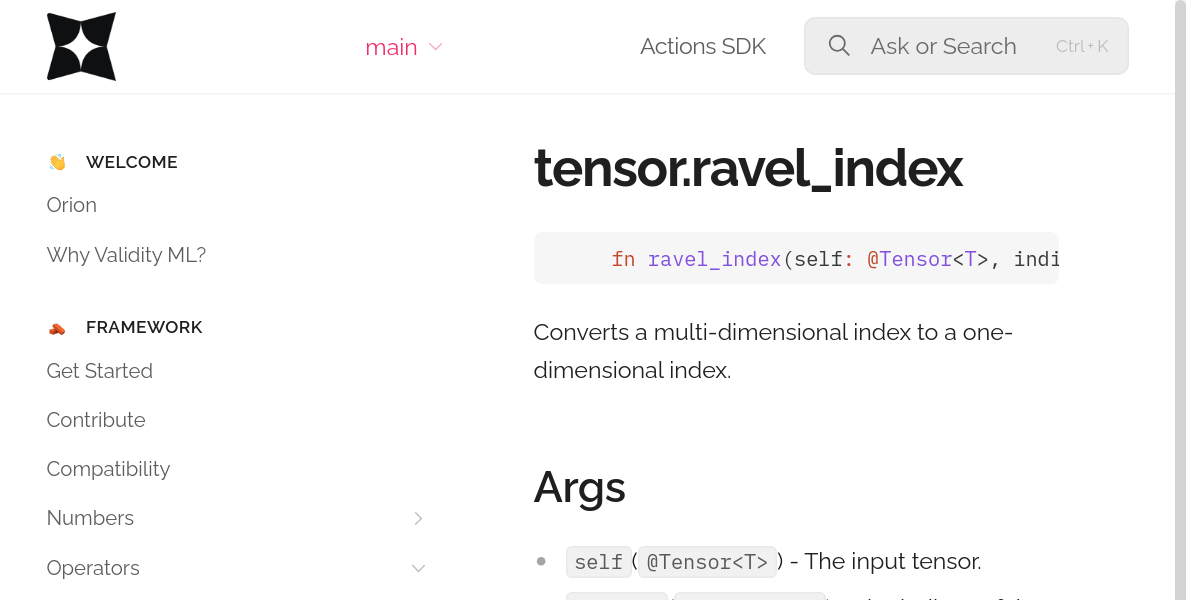 main
Actions SDK
Ask or Search
Ctrl+K
WELCOME
Orion
Why Validity ML?
FRAMEWORK
Get Started
Contribute
Compatibility
Numbers
Operators
tensor.ravel_index
fn ravel_index(self: @Tensor<T>, indi
Converts a multi-dimensional index to a one-
dimensional index.
Args
self(@Tensor<T>) - The input tensor.